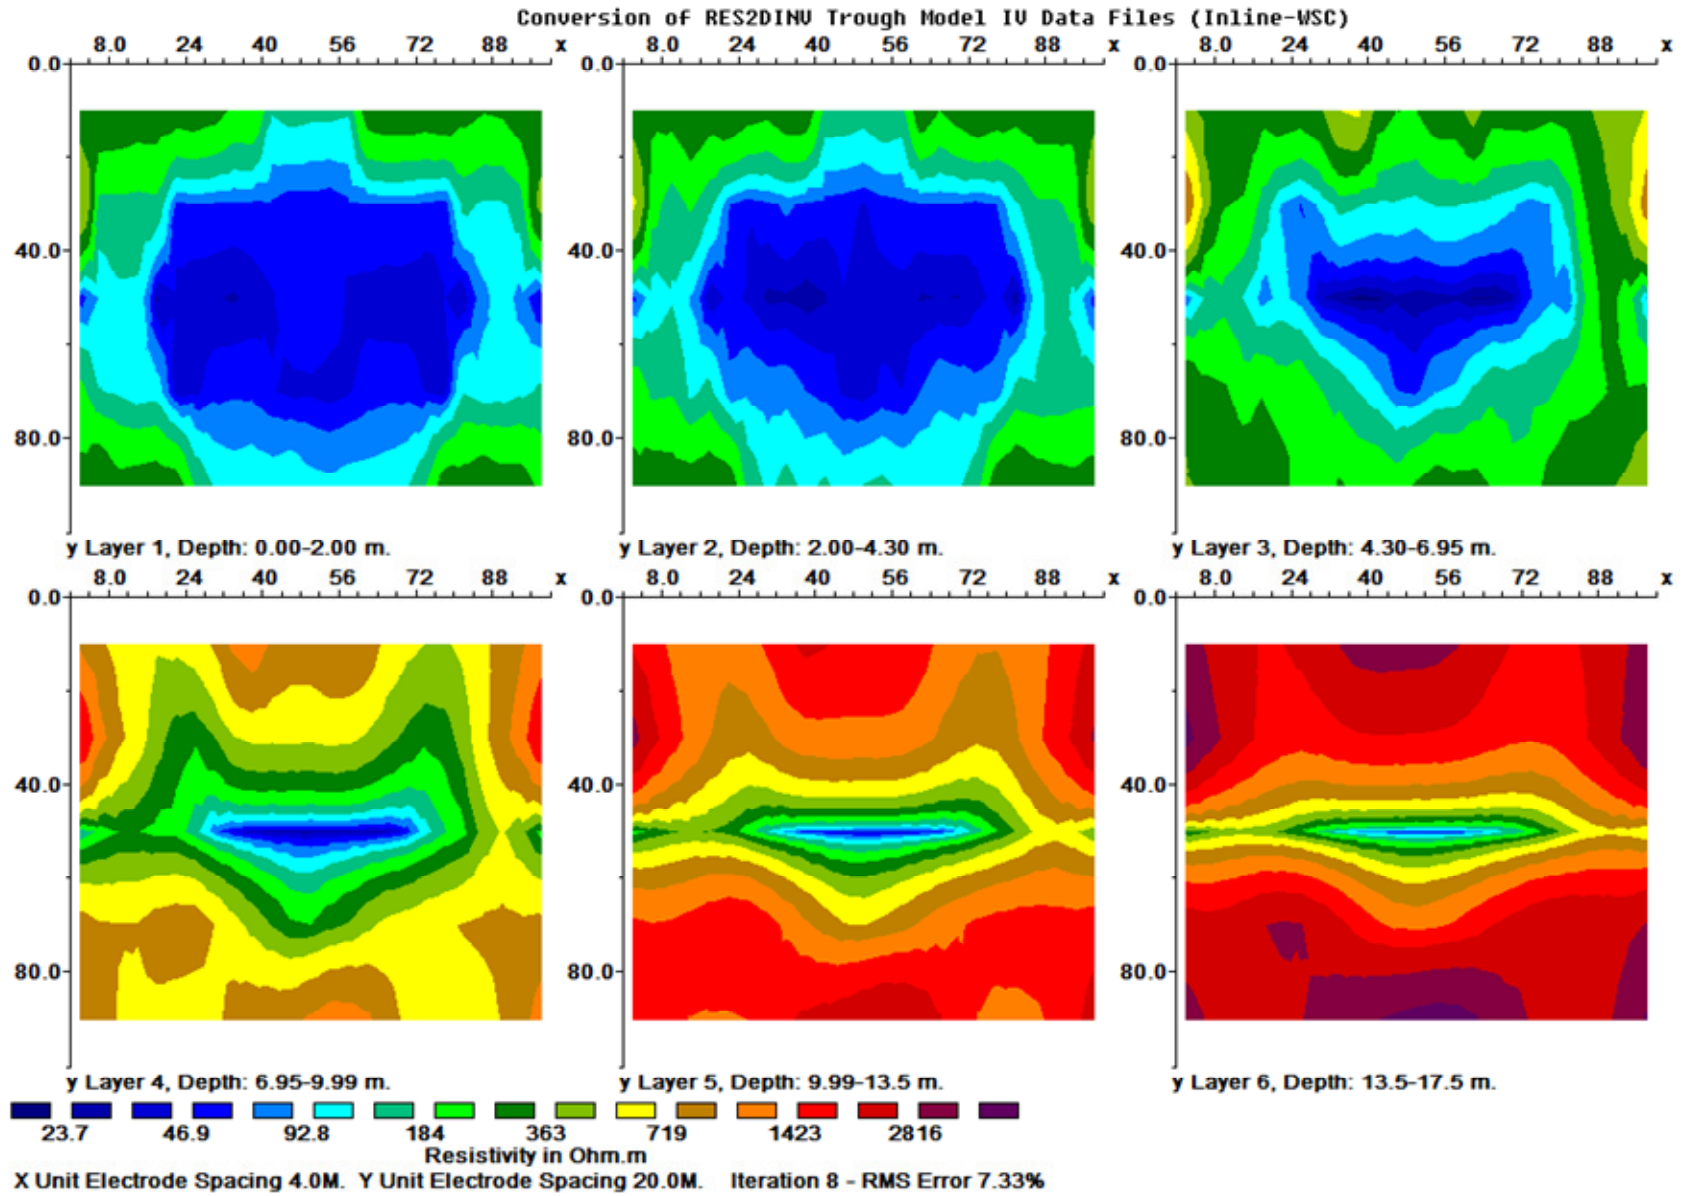 Conversion of RES2DINV Trough Model IV Data Files (Inline-WSC)
8.0 24 40 56 72 88 x
8.0 24 40 56 72 88 x
8.0 24 40 56 72 88 x
0.0
40.0
80.0
0.0
40.0
80.0
0.0
40.0
80.0
y Layer 1, Depth: 0.00-2.00 m.
y Layer 2, Depth: 2.00-4.30 m.
y Layer 3, Depth: 4.30-6.95 m.
8.0 24 40 56 72 88 x
8.0 24 40 56 72 88 x
8.0 24 40 56 72 88 x
0.0
40.0
80.0
0.0
40.0
80.0
0.0
40.0
80.0
y Layer 4, Depth: 6.95-9.99 m.
y Layer 5, Depth: 9.99-13.5 m.
y Layer 6, Depth: 13.5-17.5 m.
23.7 46.9 92.8 184 363 719 1423 2816
Resistivity in Ohm.m
X Unit Electrode Spacing 4.0M. Y Unit Electrode Spacing 20.0M. Iteration 8 - RMS Error 7.33%